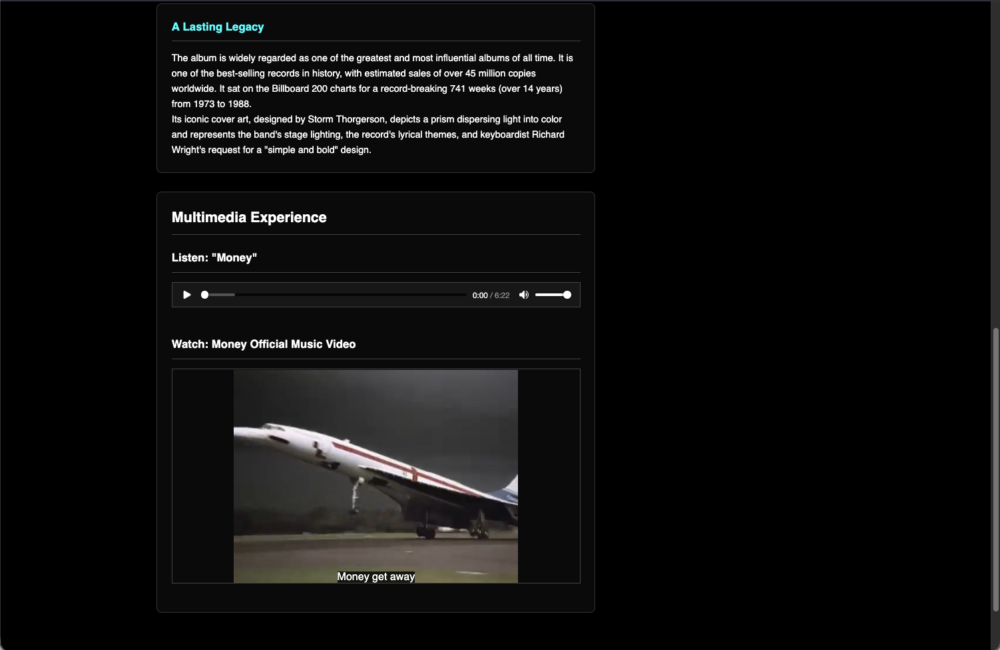 A Lasting Legacy
The album is widely regarded as one of the greatest and most influential albums of all time. It is
one of the best-selling records in history, with estimated sales of over 45 million copies
worldwide. It sat on the Billboard 200 charts for a record-breaking 741 weeks (over 14 years)
from 1973 to 1988.
Its iconic cover art, designed by Storm Thorgerson, depicts a prism dispersing light into color
and represents the band's stage lighting, the record's lyrical themes, and keyboardist Richard
Wright's request for a "simple and bold" design.
Multimedia Experience
Listen: "Money"
0:00 / 6:22
Watch: Money Official Music Video
Money get away